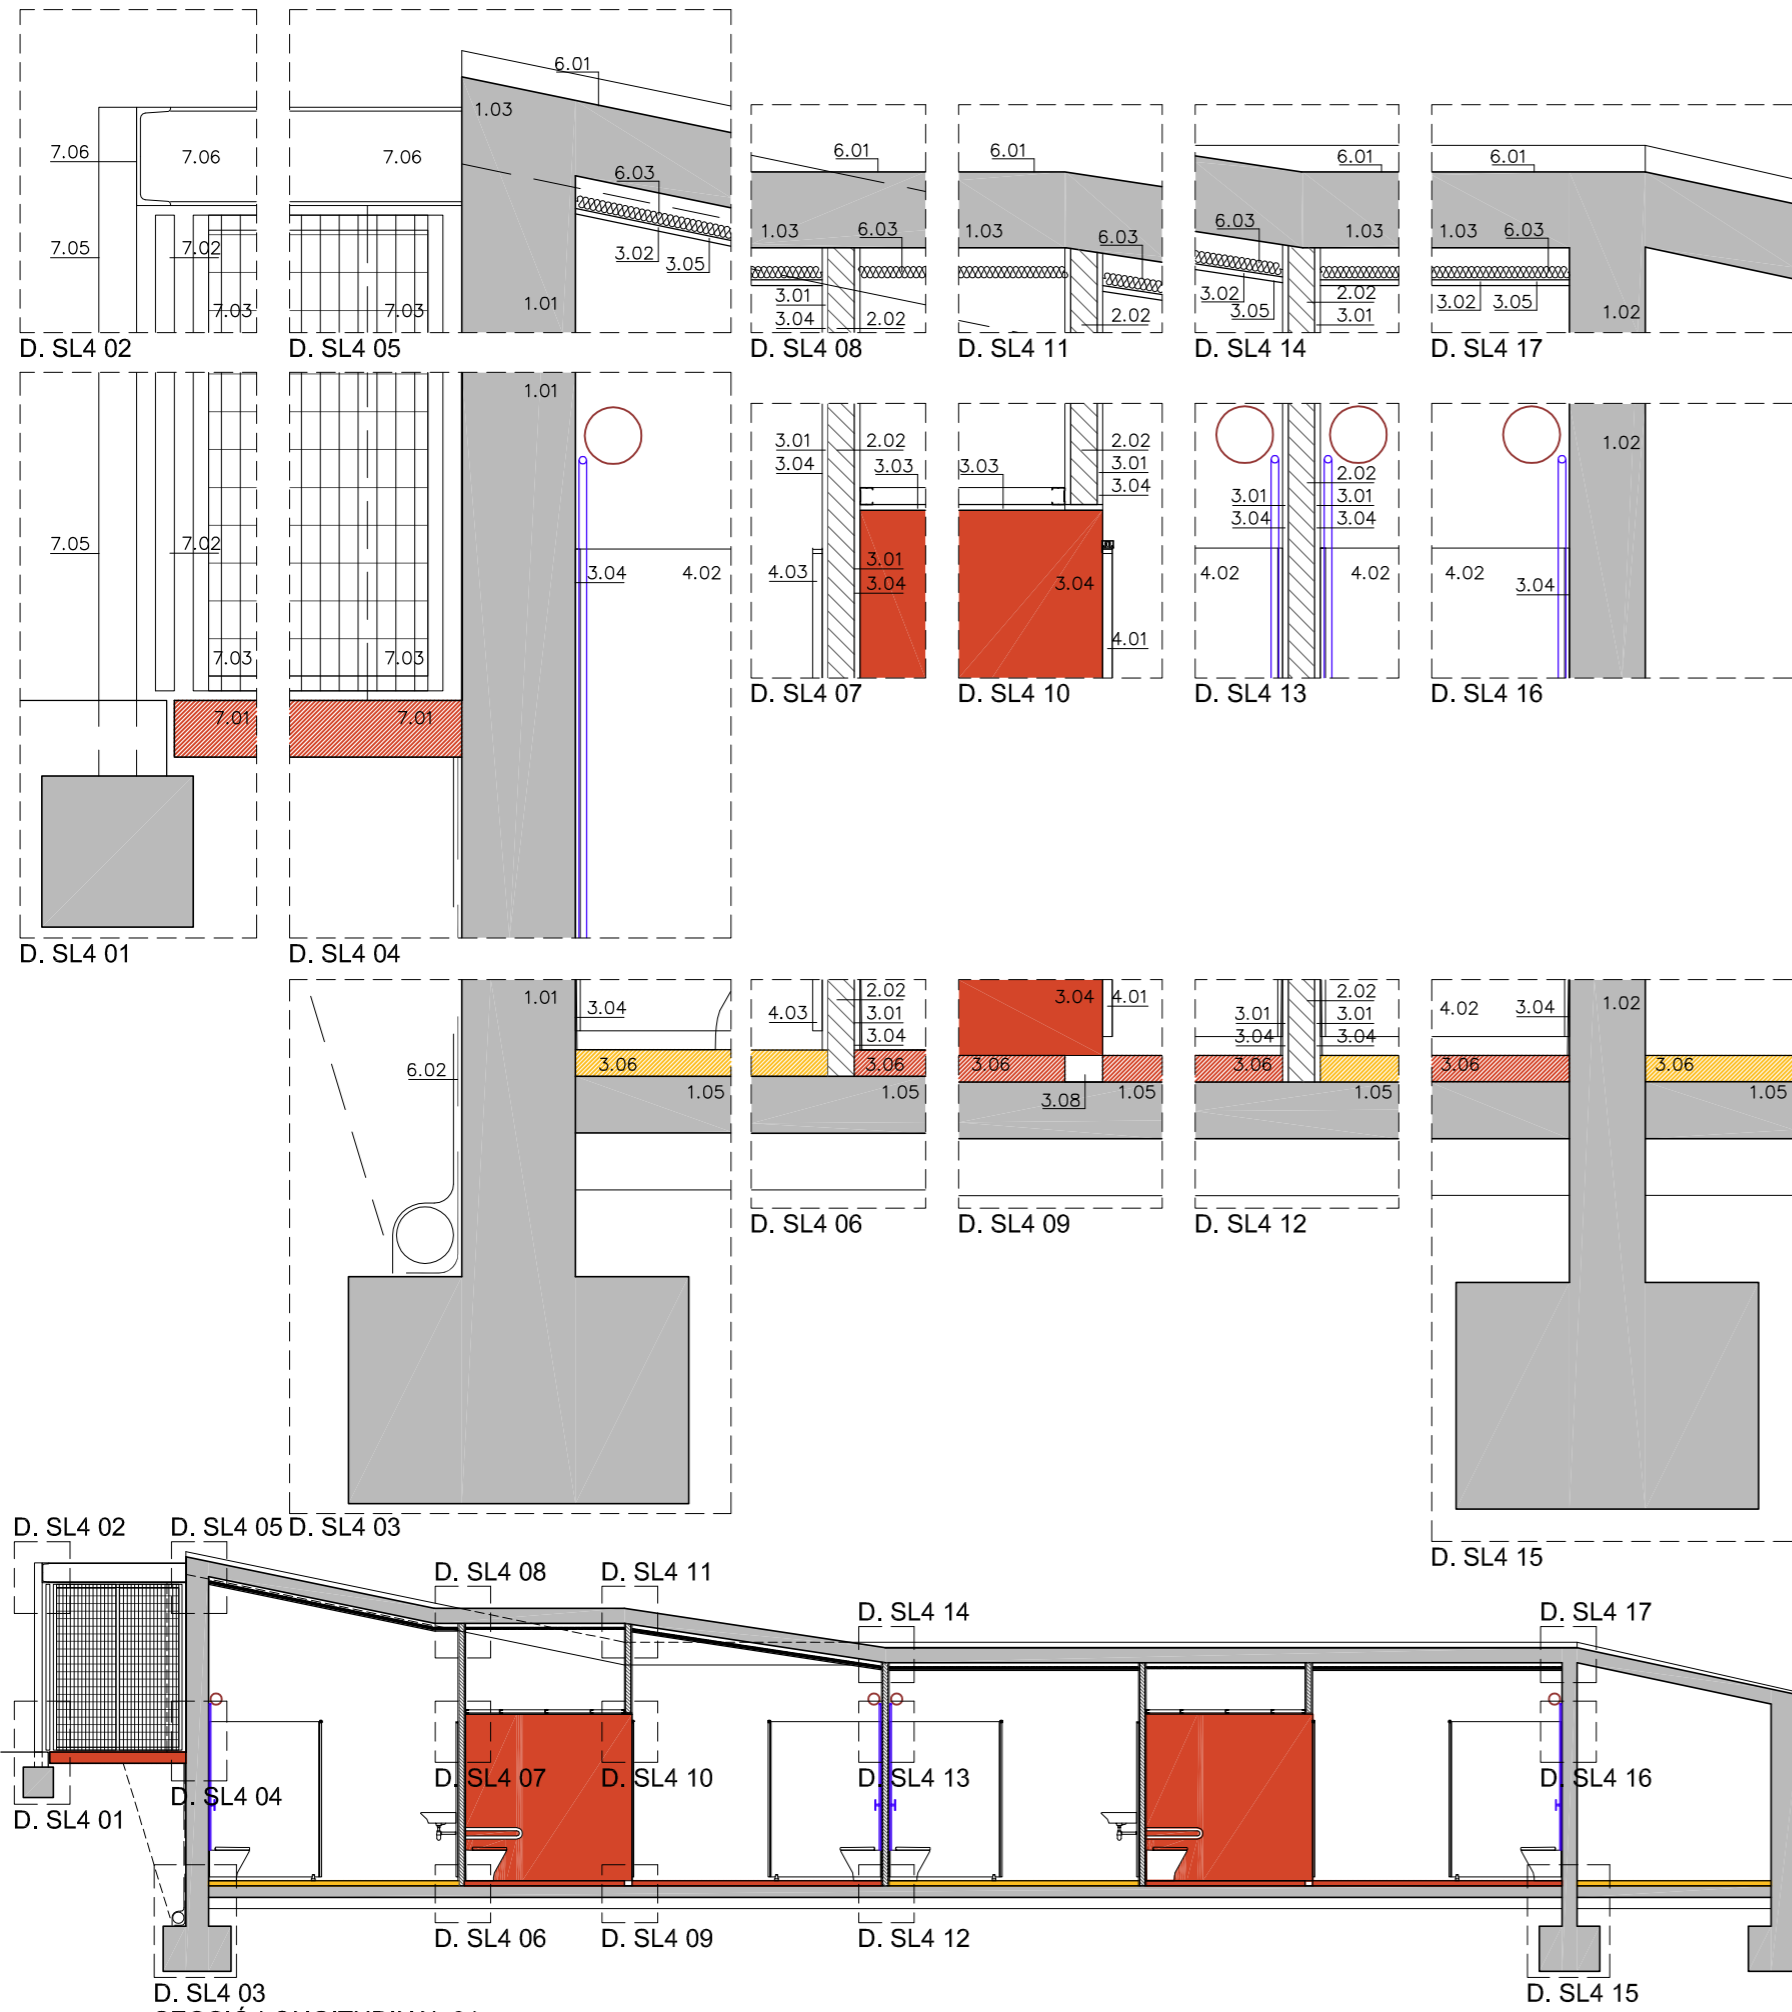 6.01
1.03
7.06
7.06
7.06
6.03
7.05
7.02
3.02
3.05
7.03
7.03
1.01
D. SL4 02
D. SL4 05
6.01
1.03
6.03
3.01
3.04
2.02
D. SL4 08
6.01
1.03
6.03
2.02
D. SL4 11
6.01
6.03
1.03
3.02
3.05
2.02
3.01
D. SL4 14
6.01
1.03
6.03
3.02
3.05
1.02
D. SL4 17
7.05
7.02
7.03
7.01
D. SL4 01
1.01
3.04
4.02
7.03
7.01
D. SL4 04
3.01
2.02
3.04
3.03
4.03
3.01
3.04
D. SL4 07
2.02
3.03
3.01
3.04
3.04
4.01
D. SL4 10
2.02
3.01
3.01
3.04
3.04
4.02
4.02
D. SL4 13
1.02
4.02
3.04
D. SL4 16
1.01
3.04
6.02
3.06
1.05
D. SL4 03
2.02
4.03
3.01
3.04
3.06
1.05
D. SL4 06
3.04
4.01
3.06
3.08
1.05
D. SL4 09
2.02
3.01
3.01
3.04
3.04
3.06
1.05
D. SL4 12
4.02
3.04
1.02
3.06
3.06
1.05
D. SL4 15
D. SL4 02
D. SL4 05
D. SL4 08
D. SL4 11
D. SL4 14
D. SL4 17
D. SL4 01
D. SL4 04
D. SL4 07
D. SL4 10
D. SL4 13
D. SL4 16
D. SL4 06
D. SL4 09
D. SL4 12
D. SL4 03
D. SL4 15